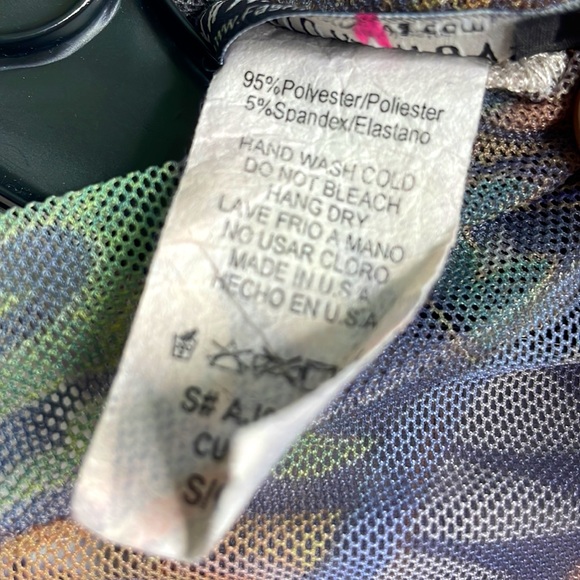 95%Polyester/Poliester
5%Spandex/Elastano
HAND WASH COLD
DO NOT BLEACH
HANG DRY
LAVE FRIO A MANO
NO USAR CLORO
MADE IN U.S.A
HECHO EN U.S.A
S# A
CU
S/